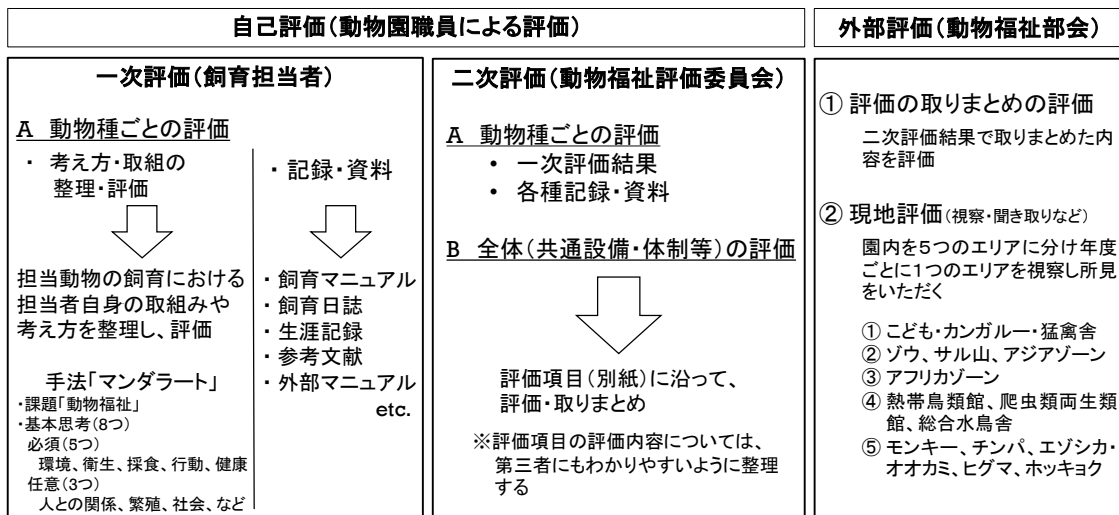 自己評価(動物園職員による評価)
一次評価(飼育担当者)
A 動物種ごとの評価
・ 考え方・取組の
整理・評価
担当動物の飼育における
担当者自身の取組みや
考え方を整理し、評価
手法「マンダラート」
・課題「動物福祉」
・基本思考(8つ)
必須(5つ)
環境、衛生、採食、行動、健康
任意(3つ)
人との関係、繁殖、社会、など
・記録・資料
・飼育マニュアル
・飼育日誌
・生涯記録
・参考文献
・外部マニュアル
etc.
二次評価(動物福祉評価委員会)
A 動物種ごとの評価
• 一次評価結果
• 各種記録・資料
B 全体(共通設備・体制等)の評価
評価項目(別紙)に沿って、
評価・取りまとめ
※評価項目の評価内容については、
第三者にもわかりやすいように整理
する
外部評価(動物福祉部会)
① 評価の取りまとめの評価
二次評価結果で取りまとめた内
容を評価
② 現地評価(視察・聞き取りなど)
園内を5つのエリアに分け年度
ごとに1つのエリアを視察し所見
をいただく
① こども・カンガルー・猛禽舎
② ゾウ、サル山、アジアゾーン
③ アフリカゾーン
④ 熱帯鳥類館、爬虫類両生類
館、総合水鳥舎
⑤ モンキー、チンパ、エゾシカ・
オオカミ、ヒグマ、ホッキョク